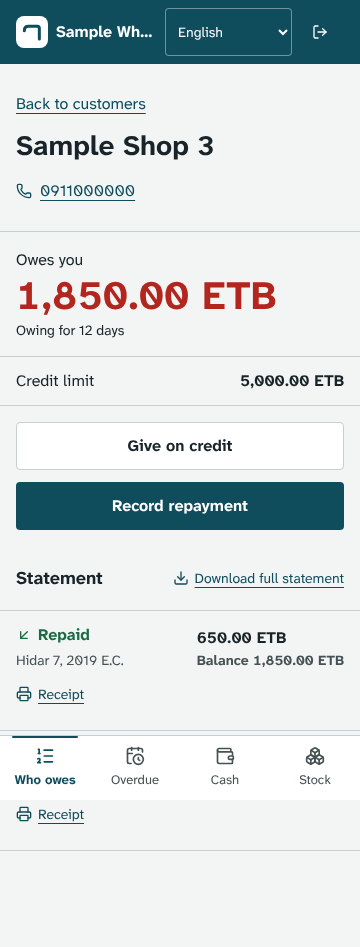 Sample Wh...
English
Back to customers
Sample Shop 3
0911000000
Owes you
1,850.00 ETB
Owing for 12 days
Credit limit
5,000.00 ETB
Give on credit
Record repayment
Statement
Download full statement
Repaid
650.00 ETB
Hidar 7, 2019 E.C.
Balance 1,850.00 ETB
Receipt
Who owes
Overdue
Cash
Stock
Receipt